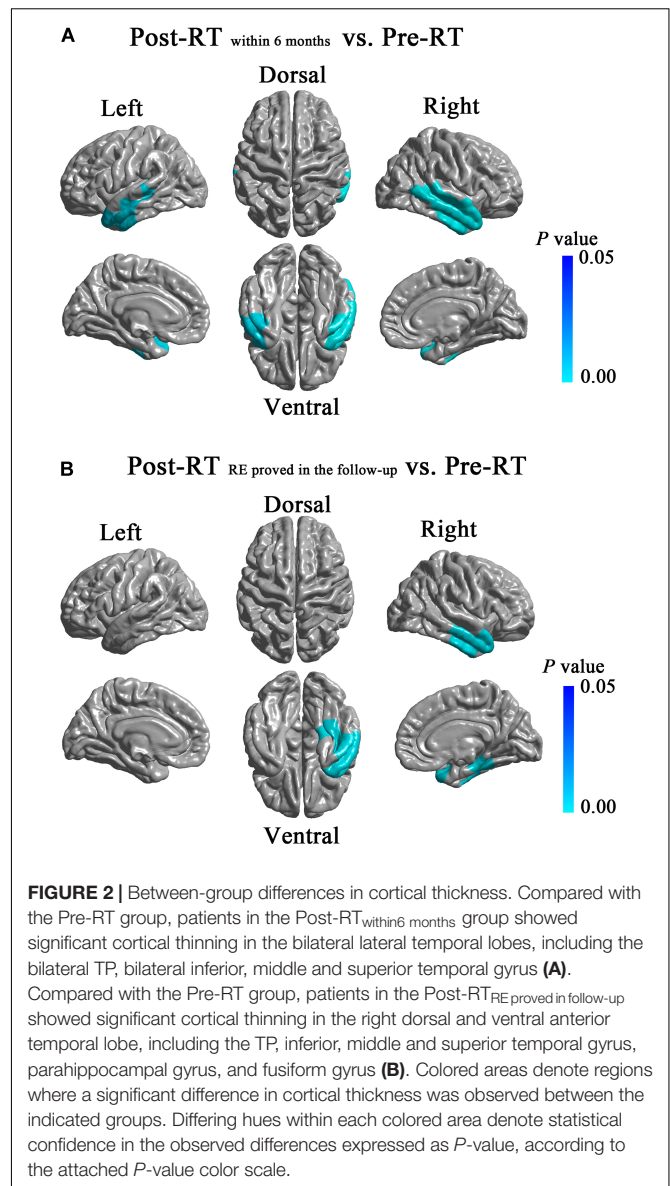 A Post-RT within 6 months vs. Pre-RT
Dorsal
Left
Right
P value
0.05
0.00
Ventral
B Post-RT RE proved in the follow-up vs. Pre-RT
Dorsal
Left
Right
P value
0.05
0.00
Ventral
FIGURE 2 | Between-group differences in cortical thickness. Compared with
the Pre-RT group, patients in the Post-RTwithin6 months group showed
significant cortical thinning in the bilateral lateral temporal lobes, including the
bilateral TP, bilateral inferior, middle and superior temporal gyrus (A).
Compared with the Pre-RT group, patients in the Post-RTRE proved in follow-up
showed significant cortical thinning in the right dorsal and ventral anterior
temporal lobe, including the TP, inferior, middle and superior temporal gyrus,
parahippocampal gyrus, and fusiform gyrus (B). Colored areas denote regions
where a significant difference in cortical thickness was observed between the
indicated groups. Differing hues within each colored area denote statistical
confidence in the observed differences expressed as P-value, according to
the attached P-value color scale.